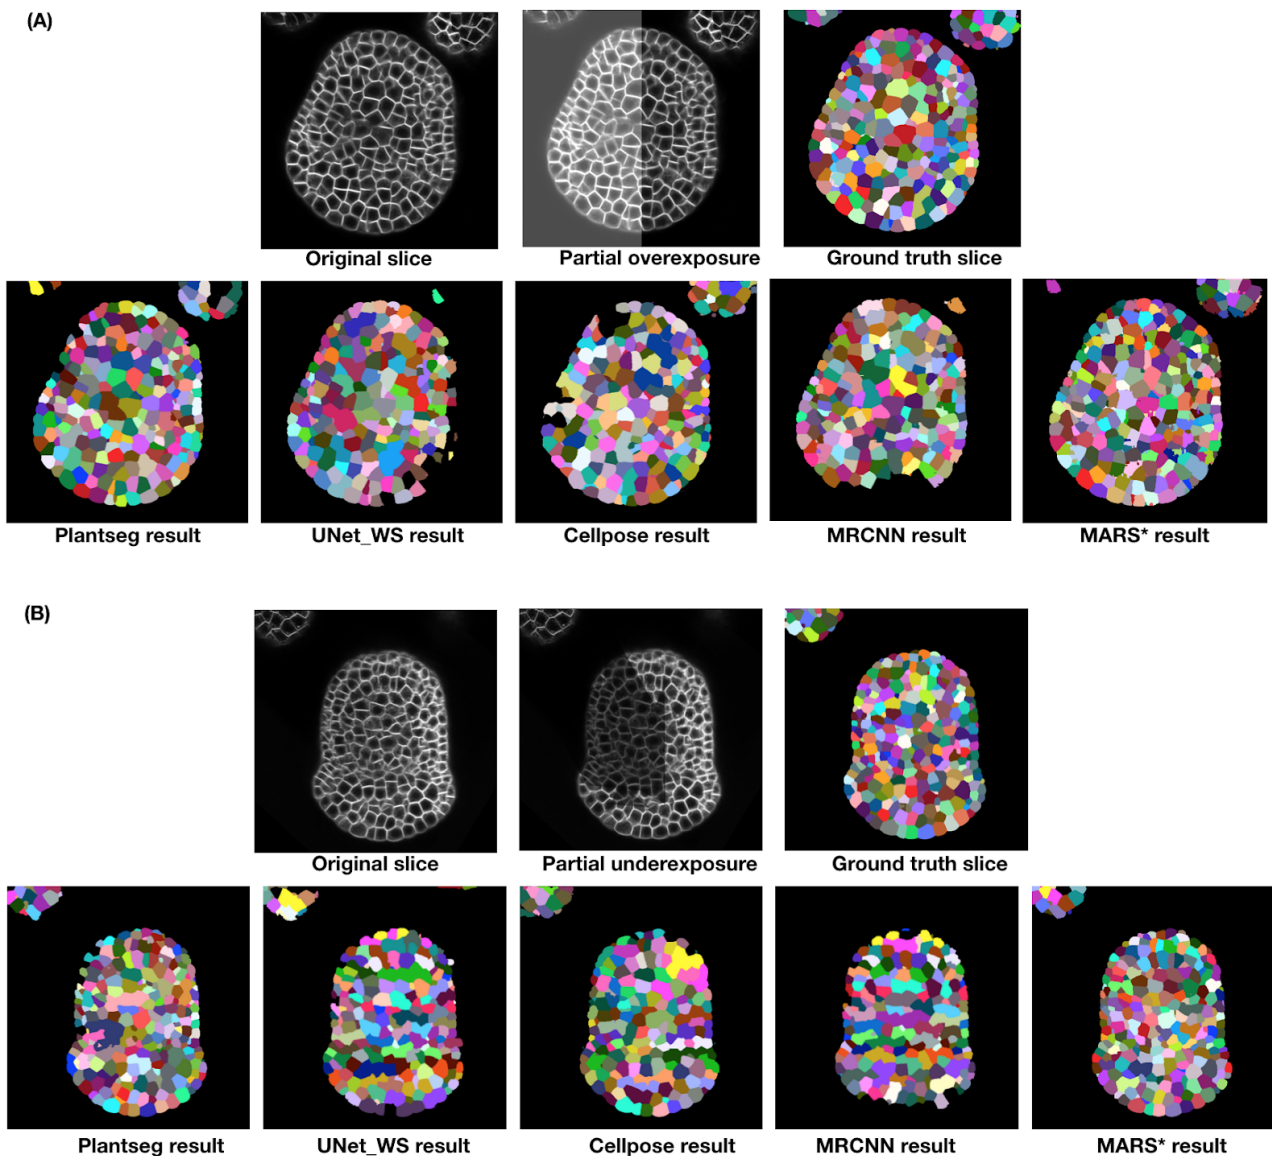 (A)
Original slice
Partial overexposure
Ground truth slice
Plantseg result
UNet_WS result
Cellpose result
MRCNN result
MARS* result
(B)
Original slice
Partial underexposure
Ground truth slice
Plantseg result
UNet_WS result
Cellpose result
MRCNN result
MARS* result